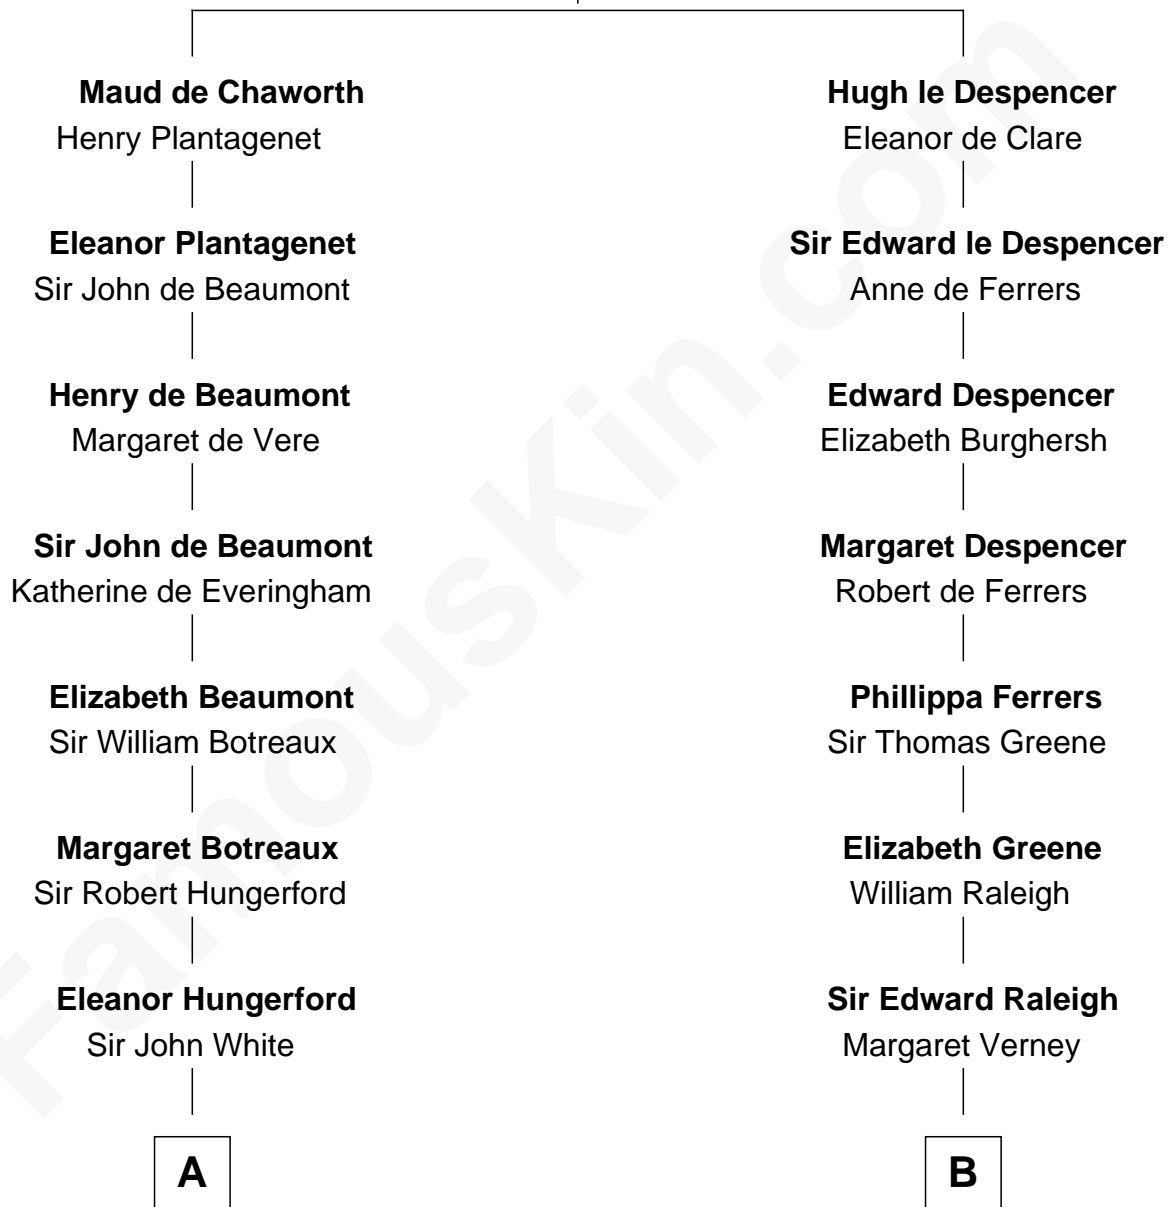 Maud de Chaworth
Henry Plantagenet
Eleanor Plantagenet
Sir John de Beaumont
Henry de Beaumont
Margaret de Vere
Sir John de Beaumont
Katherine de Everingham
Elizabeth Beaumont
Sir William Botreaux
Margaret Botreaux
Sir Robert Hungerford
Eleanor Hungerford
Sir John White
A
Hugh le Despencer
Eleanor de Clare
Sir Edward le Despencer
Anne de Ferrers
Edward Despencer
Elizabeth Burghersh
Margaret Despencer
Robert de Ferrers
Phillippa Ferrers
Sir Thomas Greene
Elizabeth Greene
William Raleigh
Sir Edward Raleigh
Margaret Verney
B
FamousKin.com